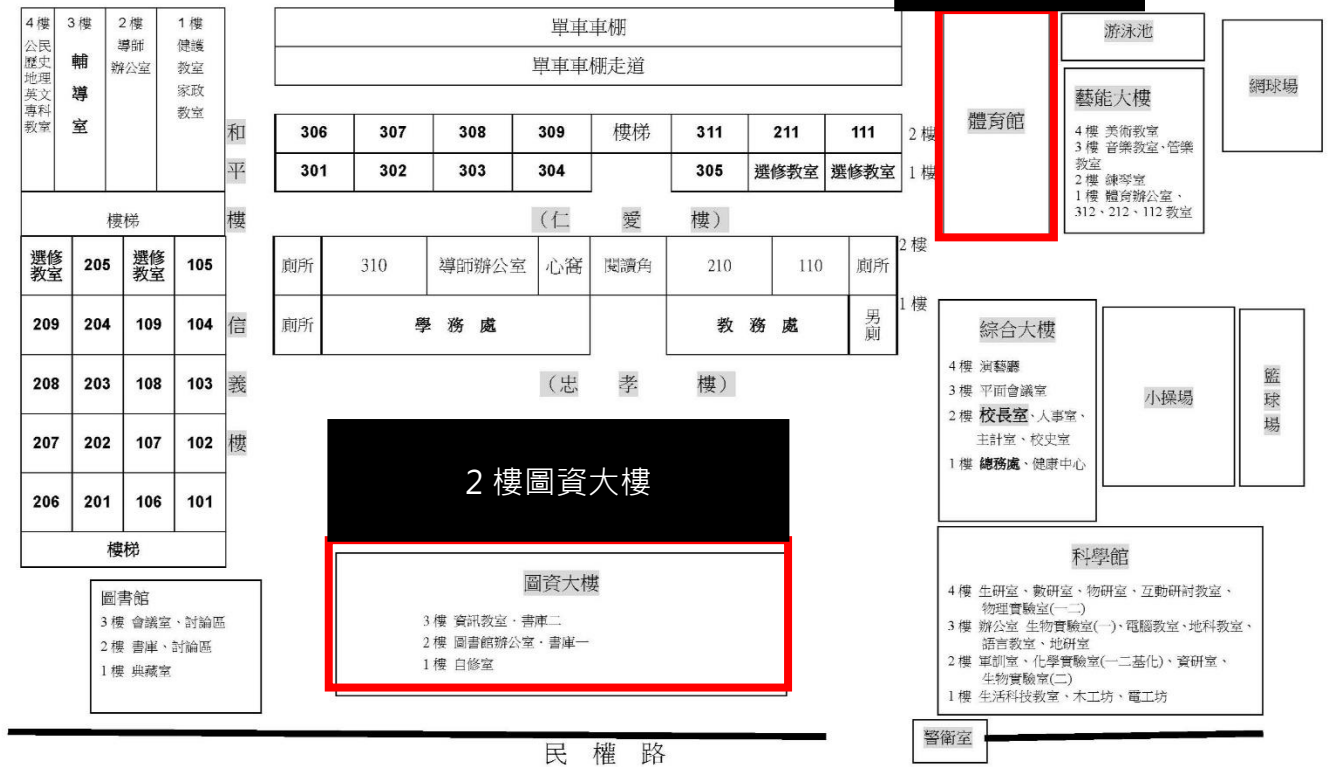 4樓
公民
歷史
地理
英文
專科
教室
3樓
輔
導
室
2樓
導師
辦公室
1樓
健護
教室
家政
教室
和
平
樓
樓梯
選修教室 205 選修教室 105
209 204 109 104
208 203 108 103
207 202 107 102
206 201 106 101
信
義
樓
樓梯
單車車棚
單車車棚走道
306 307 308 309 樓梯 311 211 111 2樓
301 302 303 304 305 選修教室 選修教室 1樓
(仁 愛 樓)
廁所 310 導師辦公室 心窩 閱讀角 210 110 廁所 2樓
廁所 學務處 教務處 男廁 1樓
(忠 孝 樓)
2樓圖資大樓
圖資大樓
3樓 資訊教室．書庫二
2樓 圖書館辦公室．書庫一
1樓 自修室
圖書館
3樓 會議室、討論區
2樓 書庫、討論區
1樓 典藏室
體育館
游泳池
藝能大樓
4樓 美術教室
3樓 音樂教室、管樂
教室
2樓 練琴室
1樓 體育辦公室、
312、212、112教室
網球場
綜合大樓
4樓 演藝廳
3樓 平面會議室
2樓 校長室、人事室、
主計室、校史室
1樓 總務處、健康中心
小操場
籃
球
場
科學館
4樓 生研室、數研室、物研室、互動研討教室、
物理實驗室(一二)
3樓 辦公室 生物實驗室(一)、電腦教室、地科教室、
語言教室、地研室
2樓 軍訓室、化學實驗室(一二基化)、資研室、
生物實驗室(二)
1樓 生活科技教室、木工坊、電工坊
警衛室
民 權 路